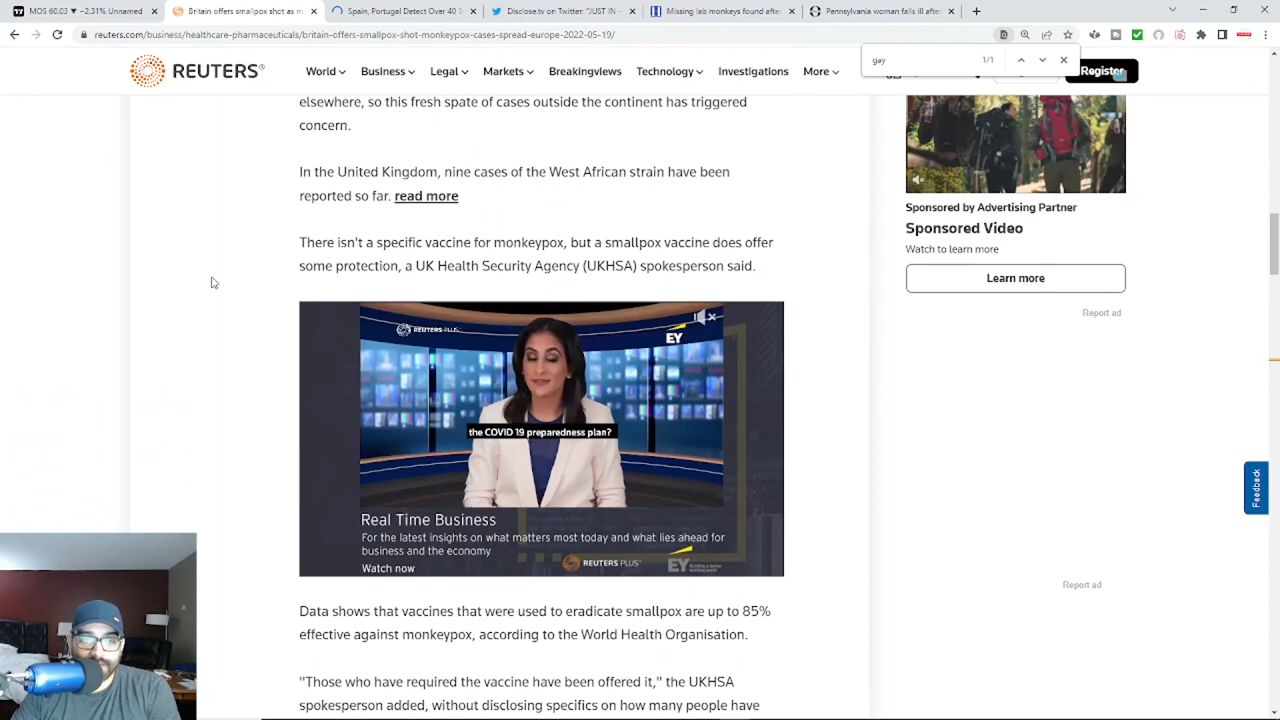 MOS 60.03 ▼ −2.31% Unnamed
Britain offers smallpox shot as m
Spain, Portugal Detect Over 40 S
Disclose.tv on Twitter: "JUST IN -
Missing lab monkeys found after
Pennsylvania woman falls ill after
reuters.com/business/healthcare-pharmaceuticals/britain-offers-smallpox-shot-monkeypox-cases-spread-europe-2022-05-19/
gay 1/1
REUTERS®
World Business Legal Markets Breakingviews Technology Investigations More
Register
elsewhere, so this fresh spate of cases outside the continent has triggered
concern.
In the United Kingdom, nine cases of the West African strain have been
reported so far. read more
There isn't a specific vaccine for monkeypox, but a smallpox vaccine does offer
some protection, a UK Health Security Agency (UKHSA) spokesperson said.
REUTERS PLUS
EY
the COVID 19 preparedness plan?
Real Time Business
For the latest insights on what matters most today and what lies ahead for
business and the economy
Watch now
REUTERS PLUS
EY
Building a better
working world
Data shows that vaccines that were used to eradicate smallpox are up to 85%
effective against monkeypox, according to the World Health Organisation.
"Those who have required the vaccine have been offered it," the UKHSA
spokesperson added, without disclosing specifics on how many people have
Sponsored by Advertising Partner
Sponsored Video
Watch to learn more
Learn more
Report ad
Report ad
Feedback